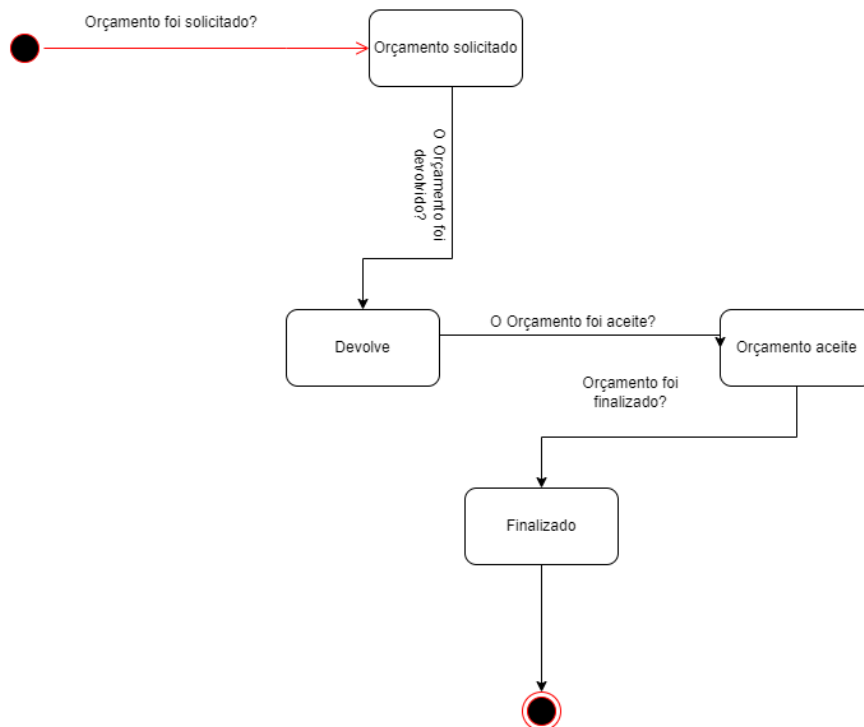 Orçamento foi solicitado?
Orçamento solicitado
O Orçamento foi
devolvido?
Devolve
O Orçamento foi aceite?
Orçamento aceite
Orçamento foi
finalizado?
Finalizado